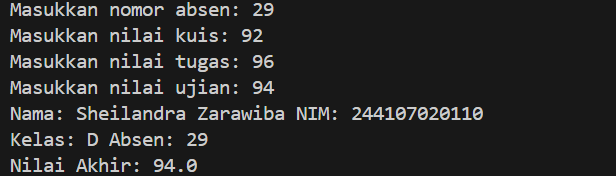 Masukkan nomor absen: 29
Masukkan nilai kuis: 92
Masukkan nilai tugas: 96
Masukkan nilai ujian: 94
Nama: Sheilandra Zarawiba NIM: 244107020110
Kelas: D Absen: 29
Nilai Akhir: 94.0